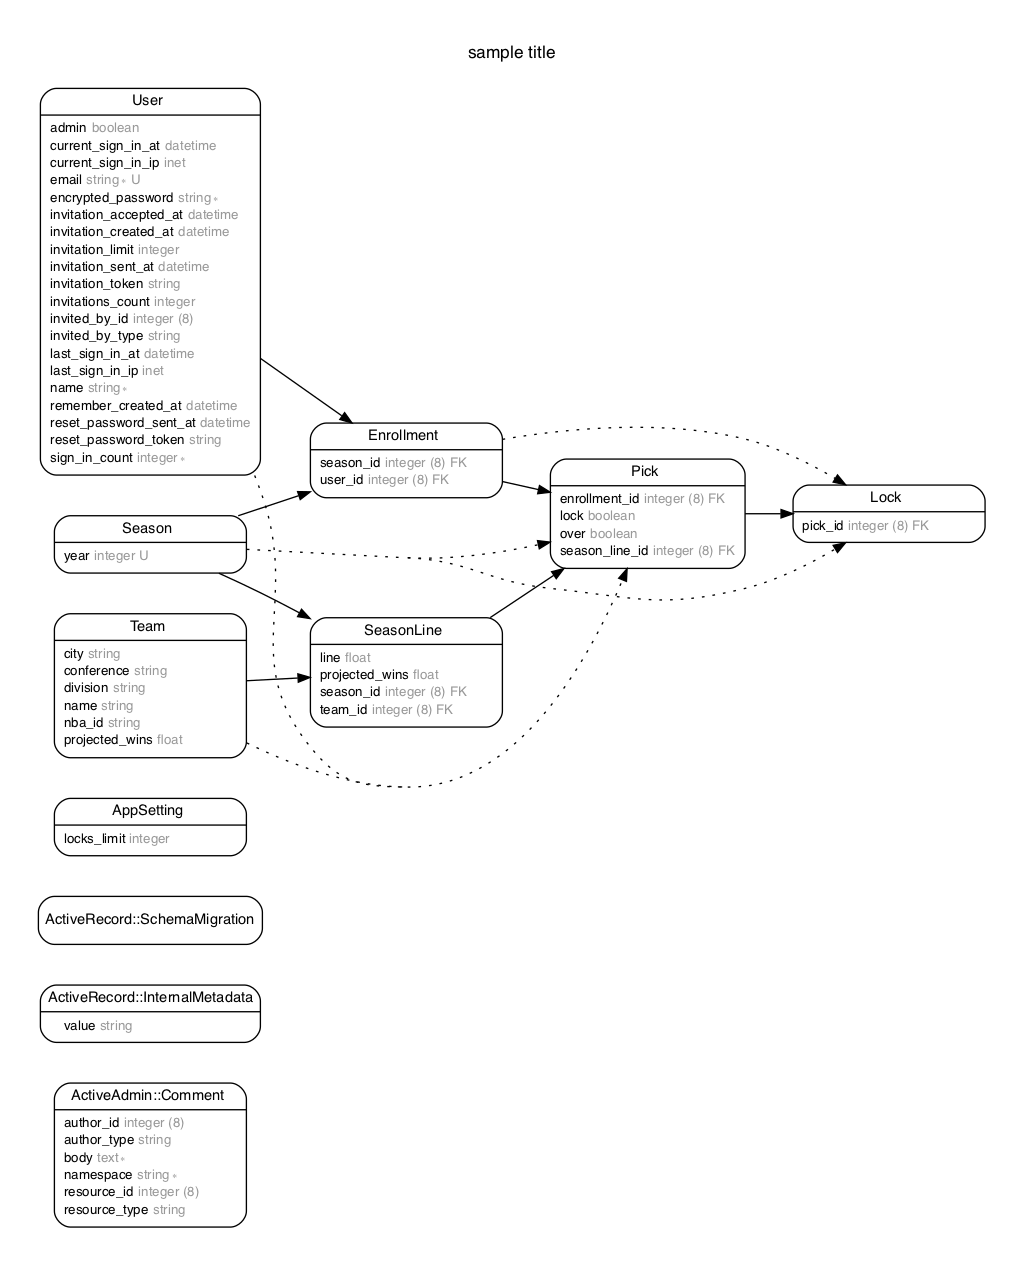 sample title
User
admin boolean
current_sign_in_at datetime
current_sign_in_ip inet
email string * U
encrypted_password string *
invitation_accepted_at datetime
invitation_created_at datetime
invitation_limit integer
invitation_sent_at datetime
invitation_token string
invitations_count integer
invited_by_id integer (8)
invited_by_type string
last_sign_in_at datetime
last_sign_in_ip inet
name string *
remember_created_at datetime
reset_password_sent_at datetime
reset_password_token string
sign_in_count integer *
Season
year integer U
Team
city string
conference string
division string
name string
nba_id string
projected_wins float
AppSetting
locks_limit integer
ActiveRecord::SchemaMigration
ActiveRecord::InternalMetadata
value string
ActiveAdmin::Comment
author_id integer (8)
author_type string
body text *
namespace string *
resource_id integer (8)
resource_type string
Enrollment
season_id integer (8) FK
user_id integer (8) FK
SeasonLine
line float
projected_wins float
season_id integer (8) FK
team_id integer (8) FK
Pick
enrollment_id integer (8) FK
lock boolean
over boolean
season_line_id integer (8) FK
Lock
pick_id integer (8) FK